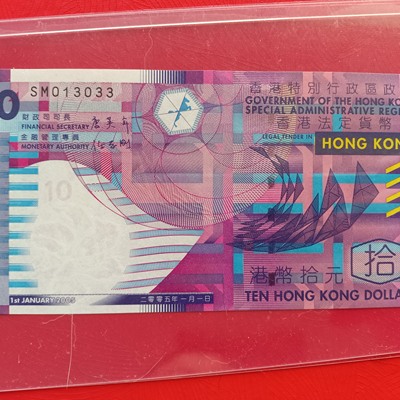 0
SM013033
財政司司長
FINANCIAL SECRETARY
金融管理專員
MONETARY AUTHORITY
香港特別行政區政
GOVERNMENT OF THE HONG KO
SPECIAL ADMINISTRATIVE REGI
香港法定貨幣
LEGAL TENDER IN
HONG KON
10
拾
港幣拾元
TEN HONG KONG DOLLA
1ST JANUARY 2005
二零零五年一月一日